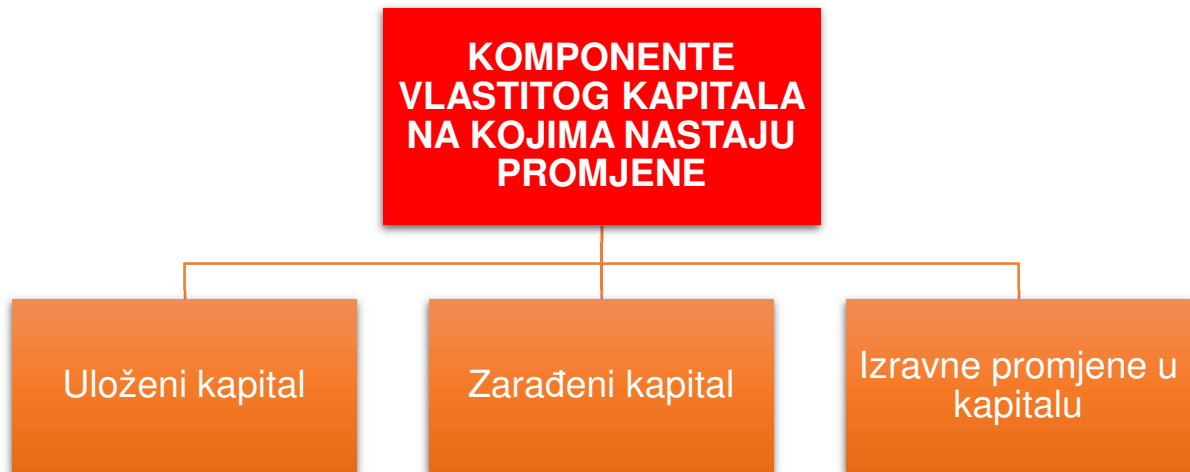 KOMPONENTE
VLASTITOG KAPITALA
NA KOJIMA NASTAJU
PROMJENE
Uloženi kapital
Zarađeni kapital
Izravne promjene u
kapitalu